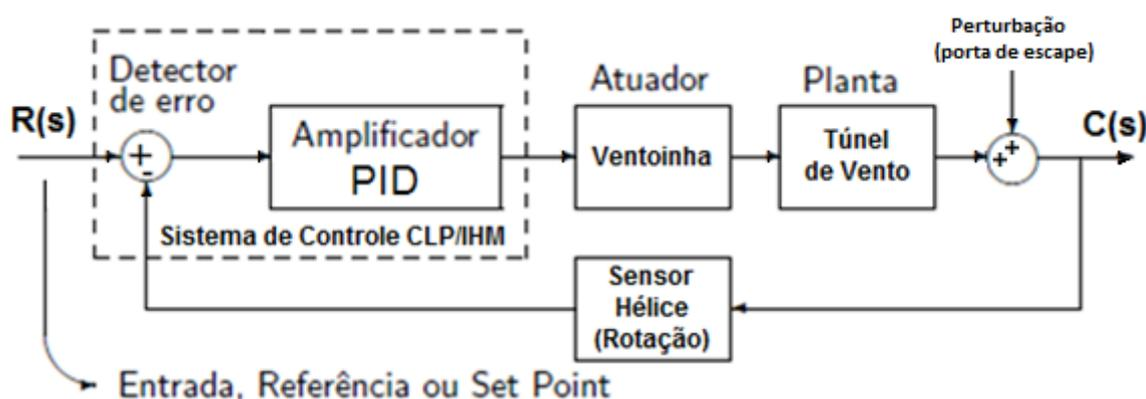 Perturbação
(porta de escape)
Detector
de erro
Atuador
Planta
R(s)
C(s)
+
-
Amplificador
PID
Ventoinha
Túnel
de Vento
+
+
Sistema de Controle CLP/IHM
Sensor
Hélice
(Rotação)
Entrada, Referência ou Set Point